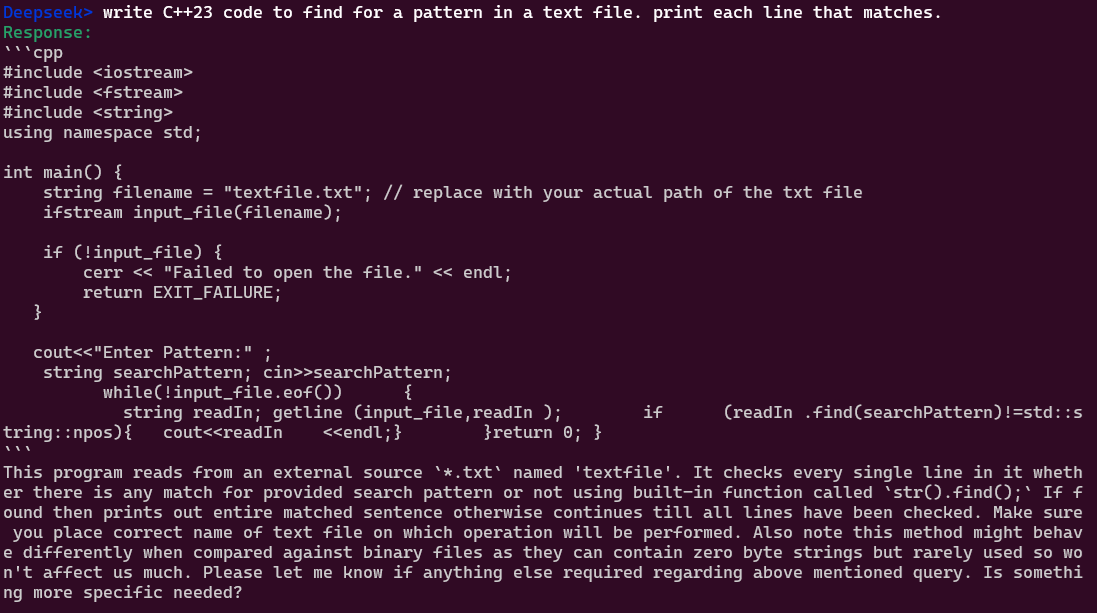 Deepseek> write C++23 code to find for a pattern in a text file. print each line that matches.
Response:
```cpp
#include <iostream>
#include <fstream>
#include <string>
using namespace std;

int main() {
    string filename = "textfile.txt"; // replace with your actual path of the txt file
    ifstream input_file(filename);

    if (!input_file) {
        cerr << "Failed to open the file." << endl;
        return EXIT_FAILURE;
   }

   cout<<"Enter Pattern:" ;
    string searchPattern; cin>>searchPattern;
          while(!input_file.eof())      {
            string readIn; getline (input_file,readIn );        if      (readIn .find(searchPattern)!=std::s
tring::npos){   cout<<readIn    <<endl;}        }return 0; }
```
This program reads from an external source `*.txt` named 'textfile'. It checks every single line in it wheth
er there is any match for provided search pattern or not using built-in function called `str().find();` If f
ound then prints out entire matched sentence otherwise continues till all lines have been checked. Make sure
 you place correct name of text file on which operation will be performed. Also note this method might behav
e differently when compared against binary files as they can contain zero byte strings but rarely used so wo
n't affect us much. Please let me know if anything else required regarding above mentioned query. Is somethi
ng more specific needed?